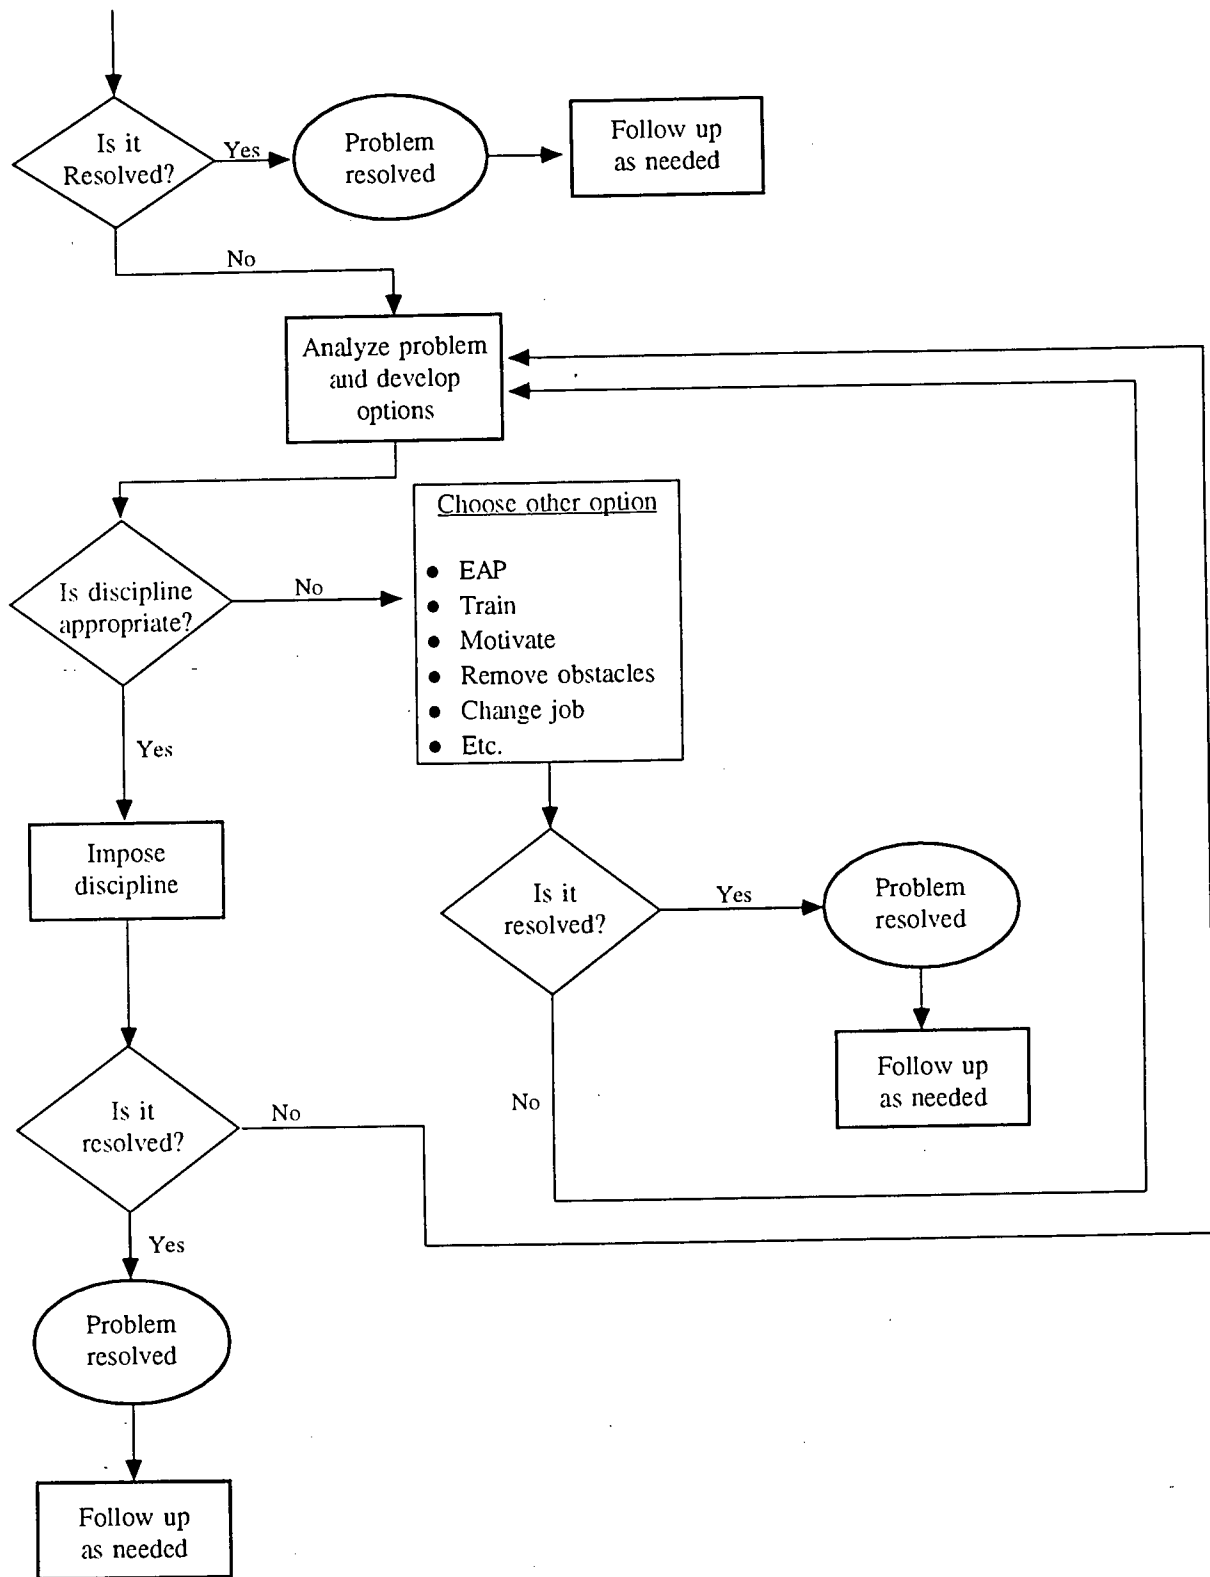 Is it
Resolved?
Yes
Problem
resolved
Follow up
as needed
No
Analyze problem
and develop
options
Choose other option
• EAP
• Train
• Motivate
• Remove obstacles
• Change job
• Etc.
Is discipline
appropriate?
No
Yes
Impose
discipline
Is it
resolved?
Yes
Problem
resolved
Follow up
as needed
No
Is it
resolved?
No
Yes
Problem
resolved
Follow up
as needed